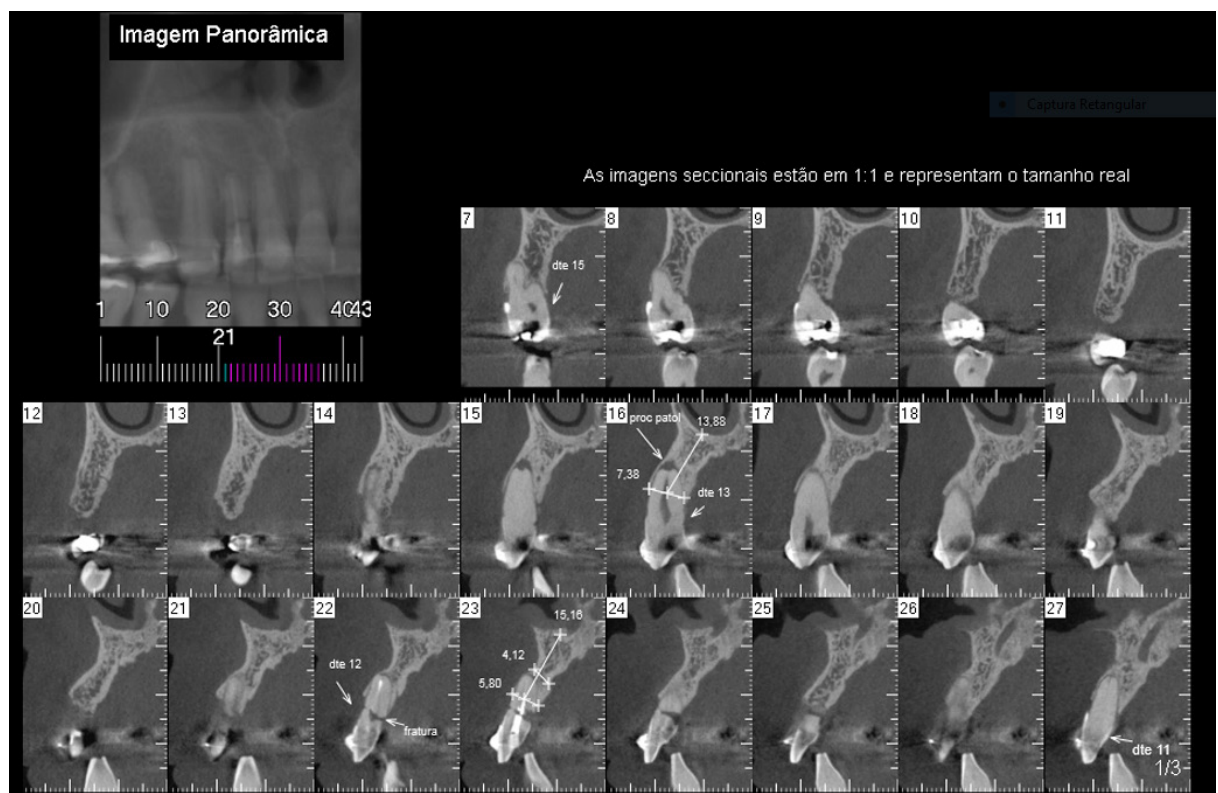 Imagem Panorâmica
1 10 20 30 40 43
21
Captura Retangular
As imagens seccionais estão em 1:1 e representam o tamanho real
7 8 9 10 11
dte 15
12 13 14 15 16 17 18 19
proc patol
13,88
7,38
dte 13
20 21 22 23 24 25 26 27
15,16
dte 12
4,12
5,80
fratura
dte 11
1/3